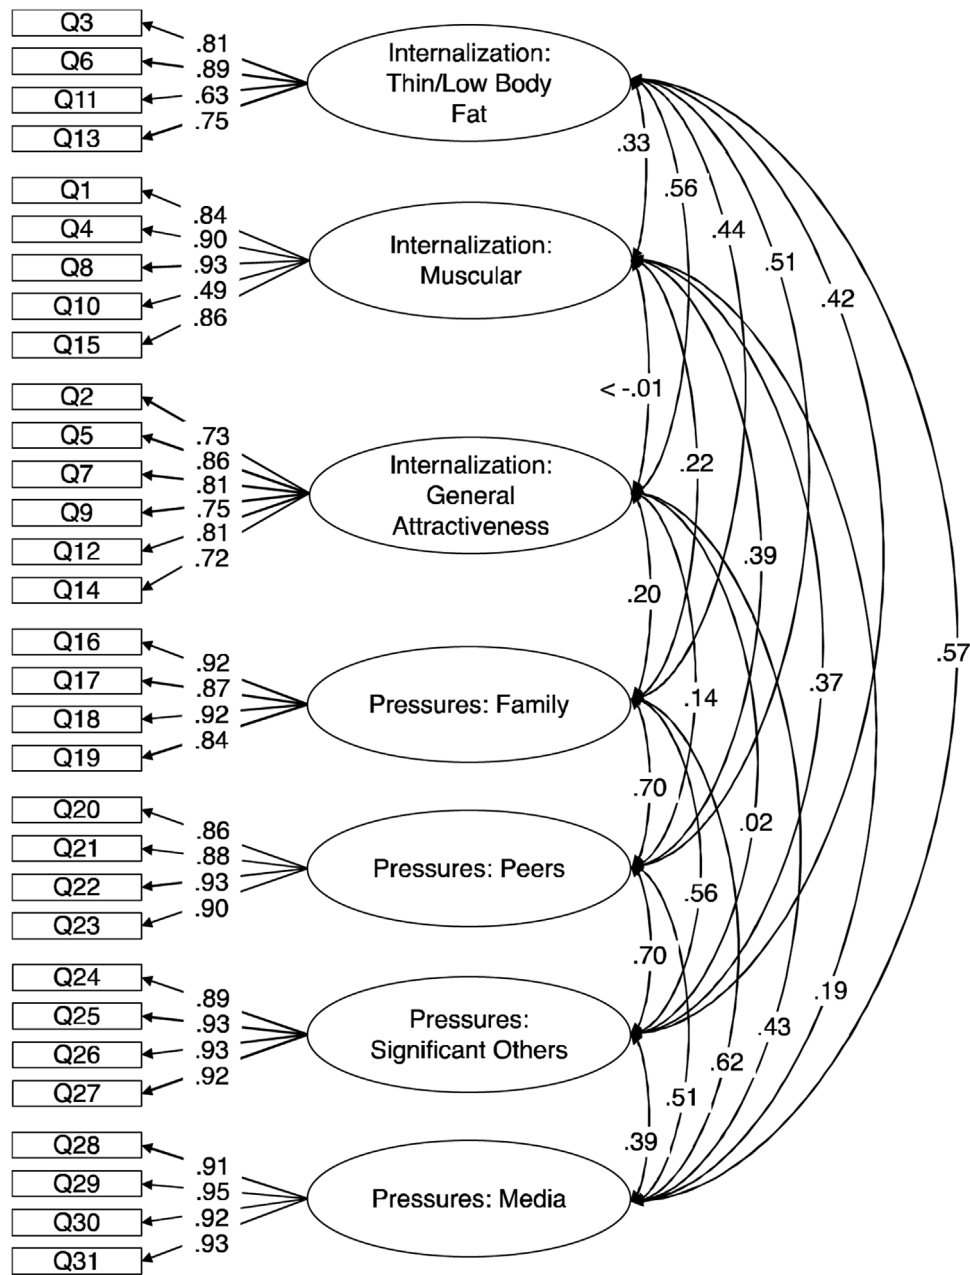 Q3
Q6
Q11
Q13
.81
.89
.63
.75
Internalization:
Thin/Low Body
Fat
Q1
Q4
Q8
Q10
Q15
.84
.90
.93
.49
.86
Internalization:
Muscular
Q2
Q5
Q7
Q9
Q12
Q14
.73
.86
.81
.75
.81
.72
Internalization:
General
Attractiveness
Q16
Q17
Q18
Q19
.92
.87
.92
.84
Pressures: Family
Q20
Q21
Q22
Q23
.86
.88
.93
.90
Pressures: Peers
Q24
Q25
Q26
Q27
.89
.93
.93
.92
Pressures:
Significant Others
Q28
Q29
Q30
Q31
.91
.95
.92
.93
Pressures: Media
.33
.56
.44
.51
.42
< -.01
.22
.39
.20
.57
.14
.37
.70
.02
.56
.70
.19
.43
.62
.51
.39